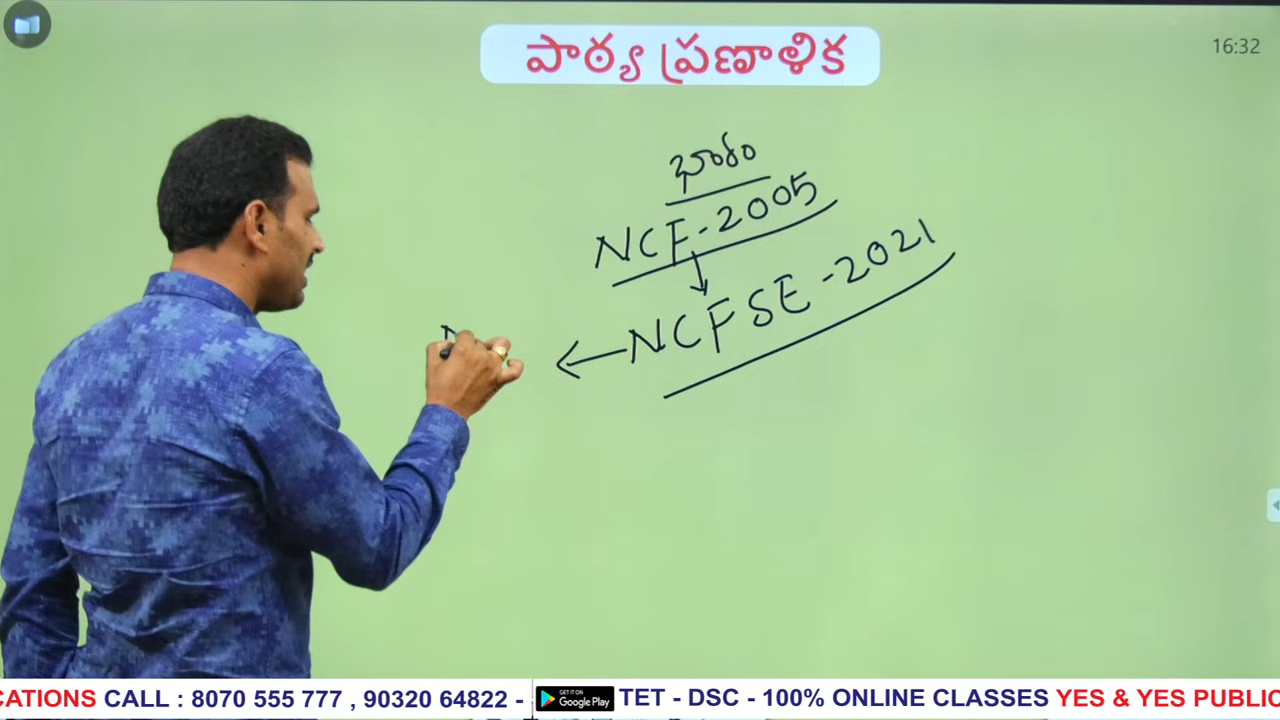 పాఠ్య ప్రణాళిక
16:32
భారం
NCF-2005
NCFSE-2021
CATIONS CALL : 8070 555 777 , 90320 64822 - GET IT ON Google Play TET - DSC - 100% ONLINE CLASSES YES & YES PUBLIC